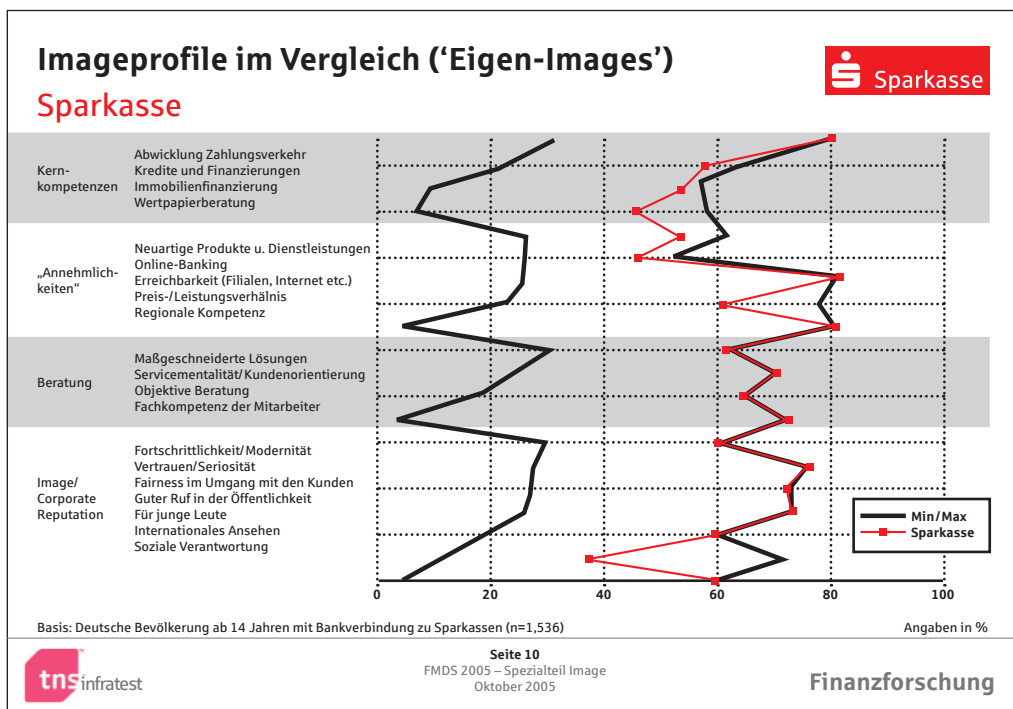 Imageprofile im Vergleich (‘Eigen-Images’)
Sparkasse
Sparkasse
Kern-
kompetenzen
Abwicklung Zahlungsverkehr
Kredite und Finanzierungen
Immobilienfinanzierung
Wertpapierberatung
„Annehmlich-
keiten“
Neuartige Produkte u. Dienstleistungen
Online-Banking
Erreichbarkeit (Filialen, Internet etc.)
Preis-/Leistungsverhälnis
Regionale Kompetenz
Beratung
Maßgeschneiderte Lösungen
Servicementalität/Kundenorientierung
Objektive Beratung
Fachkompetenz der Mitarbeiter
Image/
Corporate
Reputation
Fortschrittlichkeit/Modernität
Vertrauen/Seriosität
Fairness im Umgang mit den Kunden
Guter Ruf in der Öffentlichkeit
Für junge Leute
Internationales Ansehen
Soziale Verantwortung
Min/Max
Sparkasse
0 20 40 60 80 100
Basis: Deutsche Bevölkerung ab 14 Jahren mit Bankverbindung zu Sparkassen (n=1,536)
Angaben in %
tns infratest
Seite 10
FMDS 2005 – Spezialteil Image
Oktober 2005
Finanzforschung